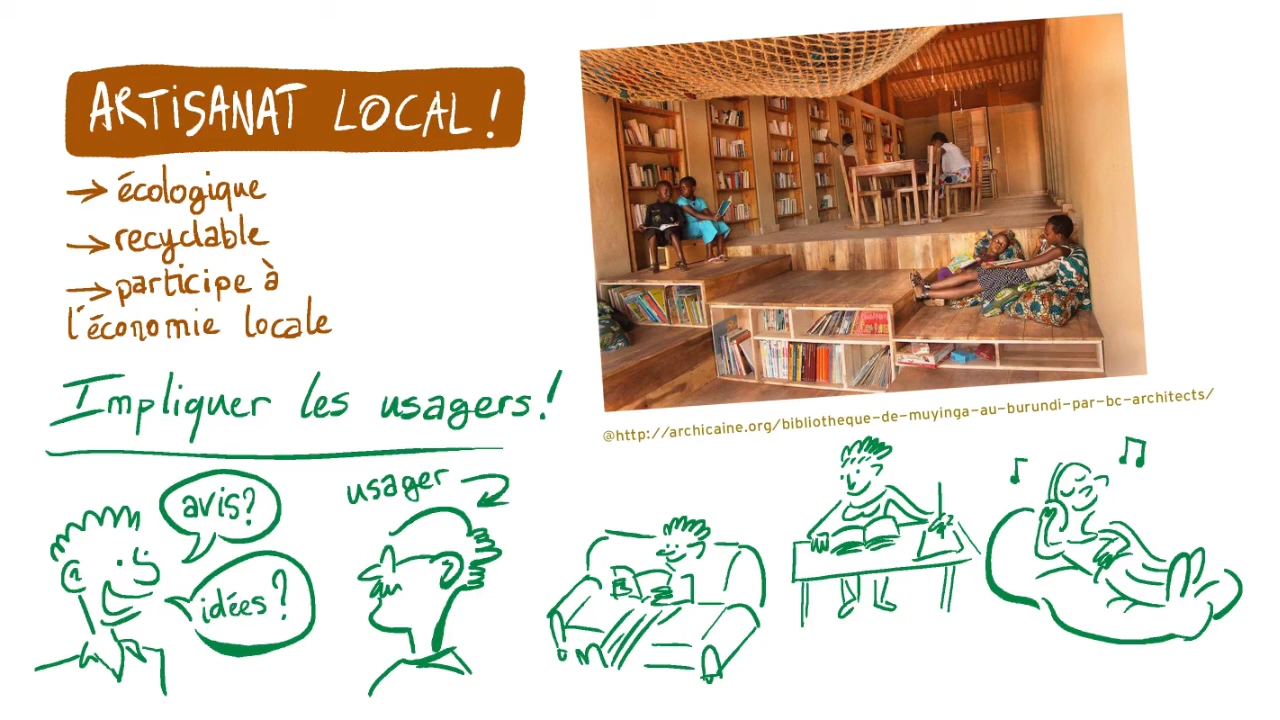 ARTISANAT LOCAL !
→ écologique
→ recyclable
→ participe à
l'économie locale
Impliquer les usagers !
@http://archicaine.org/bibliotheque-de-muyinga-au-burundi-par-bc-architects/
avis?
idées ?
usager